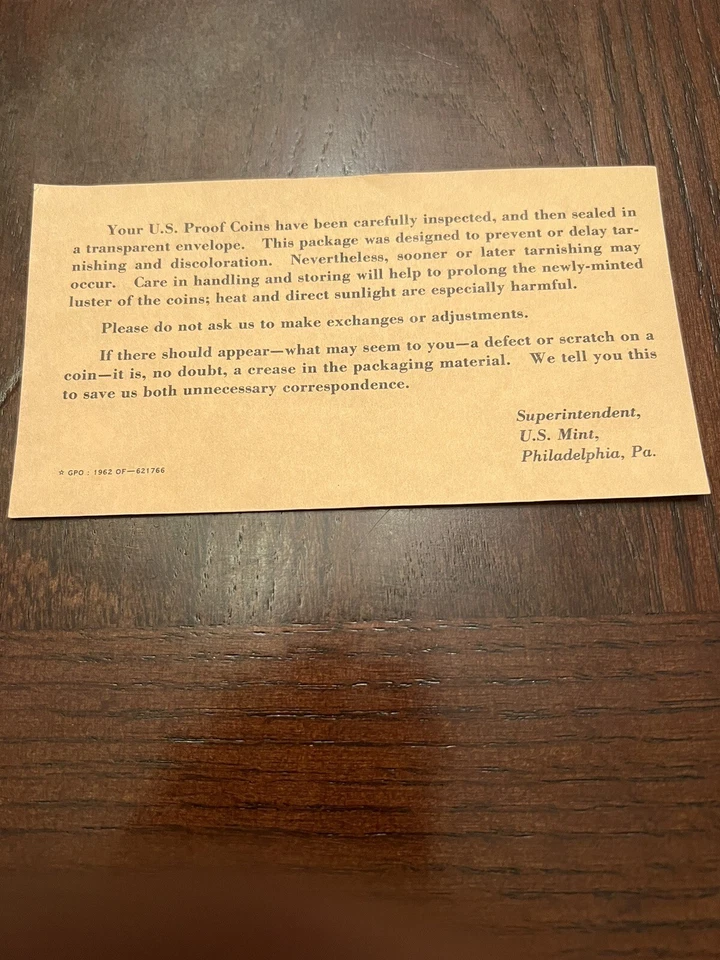 Your U.S. Proof Coins have been carefully inspected, and then sealed in
a transparent envelope. This package was designed to prevent or delay tar-
nishing and discoloration. Nevertheless, sooner or later tarnishing may
occur. Care in handling and storing will help to prolong the newly-minted
luster of the coins; heat and direct sunlight are especially harmful.
Please do not ask us to make exchanges or adjustments.
If there should appear—what may seem to you—a defect or scratch on a
coin—it is, no doubt, a crease in the packaging material. We tell you this
to save us both unnecessary correspondence.
Superintendent,
U.S. Mint,
Philadelphia, Pa.
☆ GPO : 1962 OF—621766